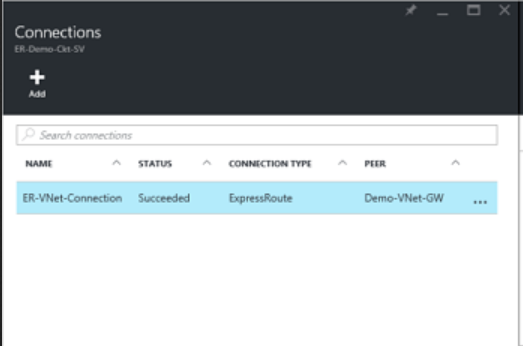 Connections
ER-Demo-Ckt-SV
Add
Search connections
NAME STATUS CONNECTION TYPE PEER
ER-VNet-Connection Succeeded ExpressRoute Demo-VNet-GW ...